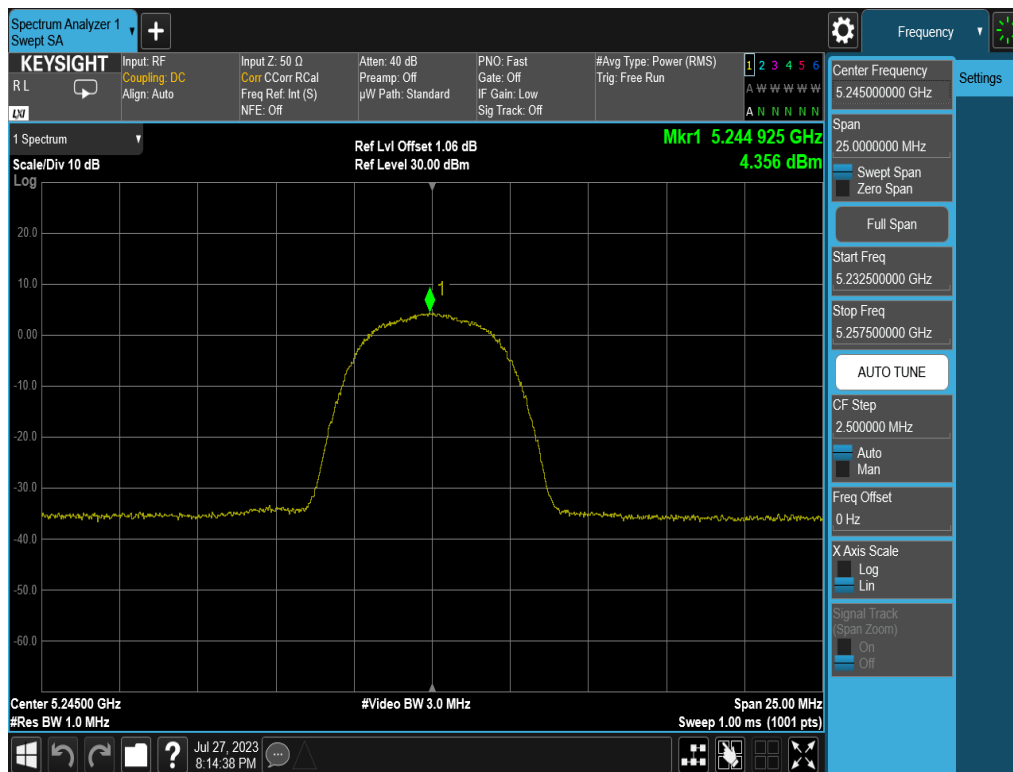 Spectrum Analyzer 1
Swept SA
+
Frequency
KEYSIGHT
R L
LXI
Input: RF
Coupling: DC
Align: Auto
Input Z: 50 Ω
Corr CCorr RCal
Freq Ref: Int (S)
NFE: Off
Atten: 40 dB
Preamp: Off
µW Path: Standard
PNO: Fast
Gate: Off
IF Gain: Low
Sig Track: Off
#Avg Type: Power (RMS)
Trig: Free Run
1 2 3 4 5 6
A W W W W W
A N N N N N
1 Spectrum
Scale/Div 10 dB
Log
Ref Lvl Offset 1.06 dB
Ref Level 30.00 dBm
Mkr1 5.244 925 GHz
4.356 dBm
20.0
10.0
1
0.00
-10.0
-20.0
-30.0
-40.0
-50.0
-60.0
Center 5.24500 GHz
#Res BW 1.0 MHz
#Video BW 3.0 MHz
Span 25.00 MHz
Sweep 1.00 ms (1001 pts)
Center Frequency
5.245000000 GHz
Settings
Span
25.0000000 MHz
Swept Span
Zero Span
Full Span
Start Freq
5.232500000 GHz
Stop Freq
5.257500000 GHz
AUTO TUNE
CF Step
2.500000 MHz
Auto
Man
Freq Offset
0 Hz
X Axis Scale
Log
Lin
Signal Track
(Span Zoom)
On
Off
?
Jul 27, 2023
8:14:38 PM